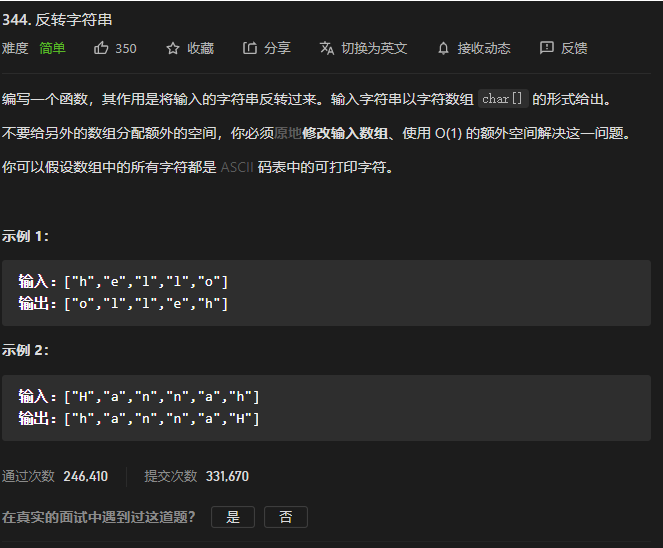 344. 反转字符串
难度 简单 350 收藏 分享 切换为英文 接收动态 反馈
编写一个函数，其作用是将输入的字符串反转过来。输入字符串以字符数组 char[] 的形式给出。
不要给另外的数组分配额外的空间，你必须原地修改输入数组、使用 O(1) 的额外空间解决这一问题。
你可以假设数组中的所有字符都是 ASCII 码表中的可打印字符。
示例 1：
输入：["h","e","l","l","o"]
输出：["o","l","l","e","h"]
示例 2：
输入：["H","a","n","n","a","h"]
输出：["h","a","n","n","a","H"]
通过次数 246,410 提交次数 331,670
在真实的面试中遇到过这道题？ 是 否